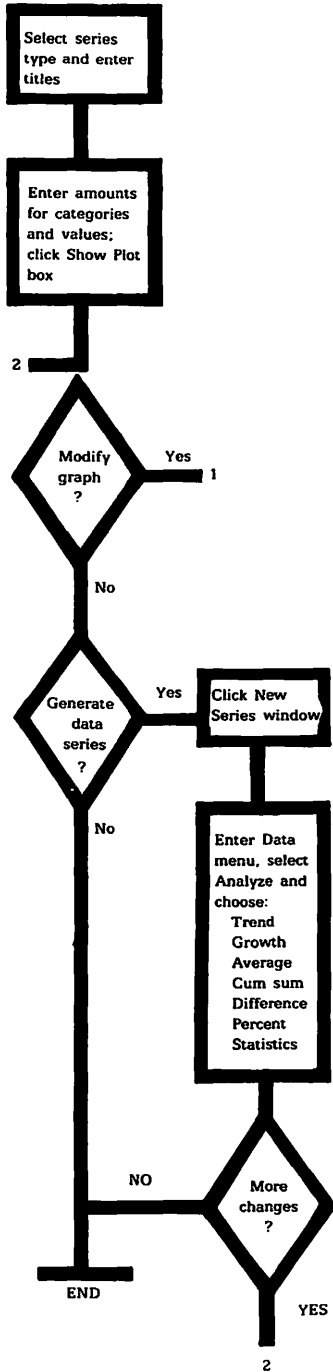 Select series
type and enter
titles
Enter amounts
for categories
and values;
click Show Plot
box
2
Modify
graph
?
Yes
1
No
Generate
data
series
?
Yes
Click New
Series window
No
Enter Data
menu, select
Analyze and
choose:
Trend
Growth
Average
Cum sum
Difference
Percent
Statistics
More
changes
?
NO
END
YES
2